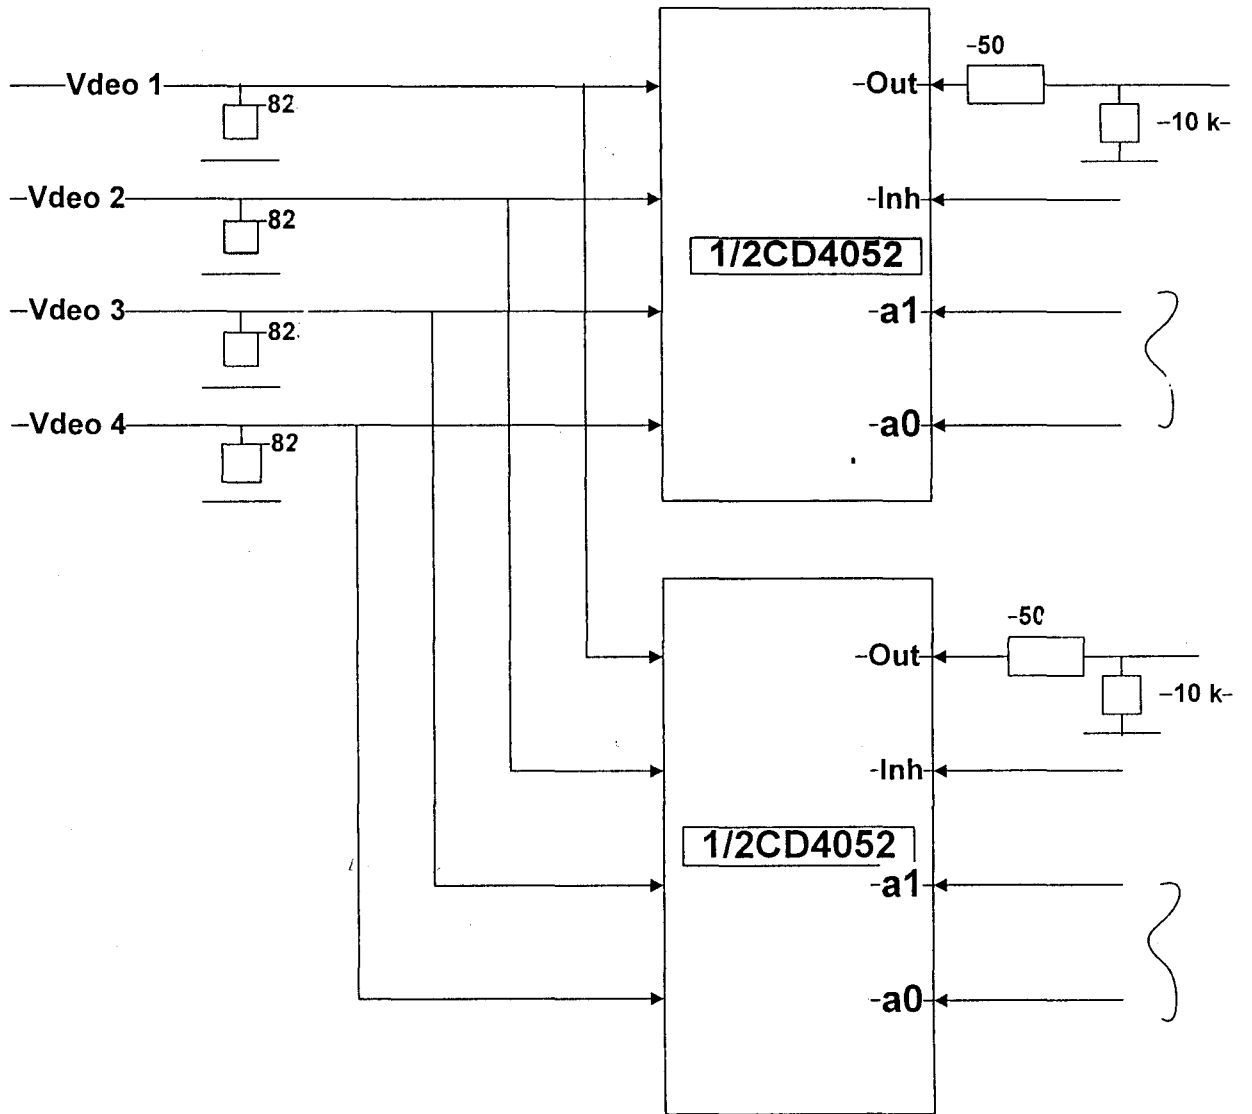 -50
Vdeo 1
82
-Out
-10 k-
-Vdeo 2
82
-Inh
1/2CD4052
-Vdeo 3
82
-a1
-Vdeo 4
82
-a0
-50
-Out
-10 k-
-Inh
1/2CD4052
-a1
-a0